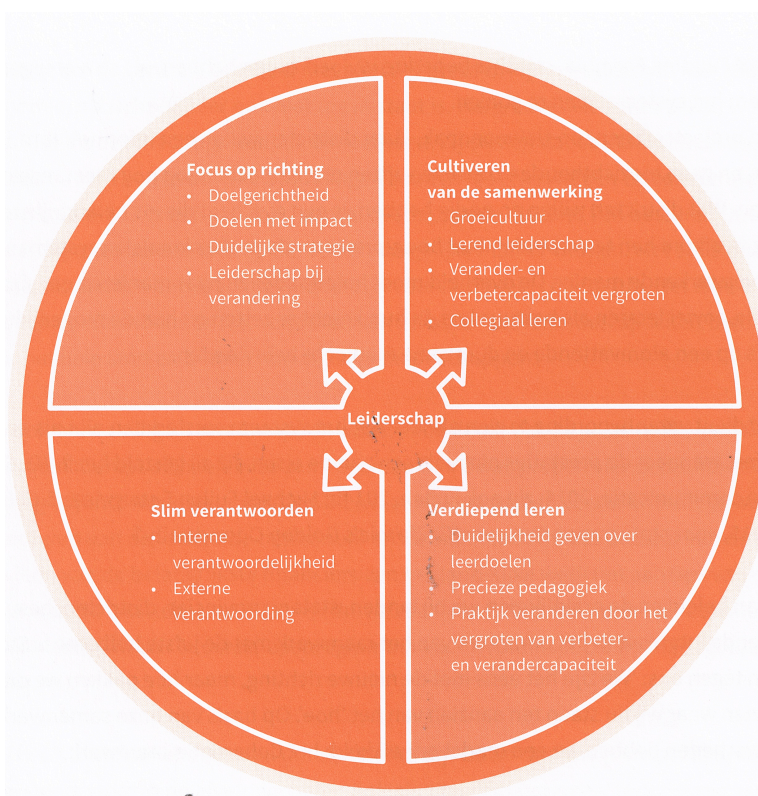 Focus op richting
• Doelgerichtheid
• Doelen met impact
• Duidelijke strategie
• Leiderschap bij
verandering
Cultiveren
van de samenwerking
• Groeicultuur
• Lerend leiderschap
• Verander- en
verbetercapaciteit vergroten
• Collegiaal leren
Leiderschap
Slim verantwoorden
• Interne
verantwoordelijkheid
• Externe
verantwoording
Verdiepend leren
• Duidelijkheid geven over
leerdoelen
• Precieze pedagogiek
• Praktijk veranderen door het
vergroten van verbeter-
en verandercapaciteit